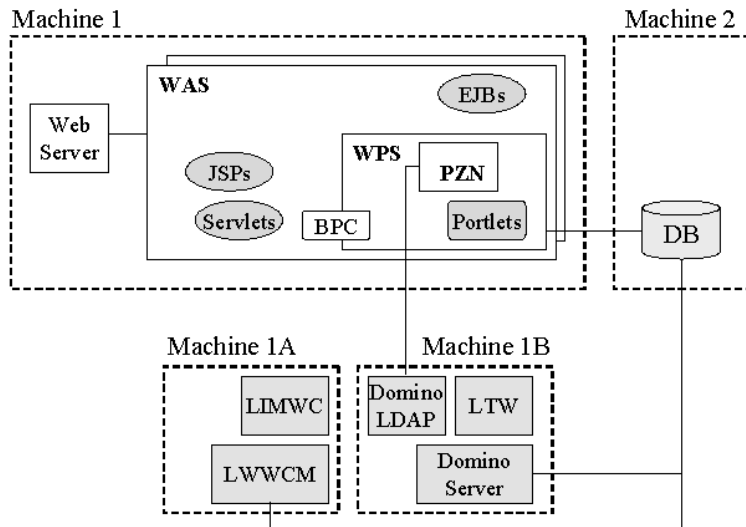 Machine 1
Machine 2
WAS
EJBs
Web
Server
WPS
PZN
JSPs
Servlets
BPC
Portlets
DB
Machine 1A
Machine 1B
LIMWC
Domino
LDAP
LTW
LWWCM
Domino
Server